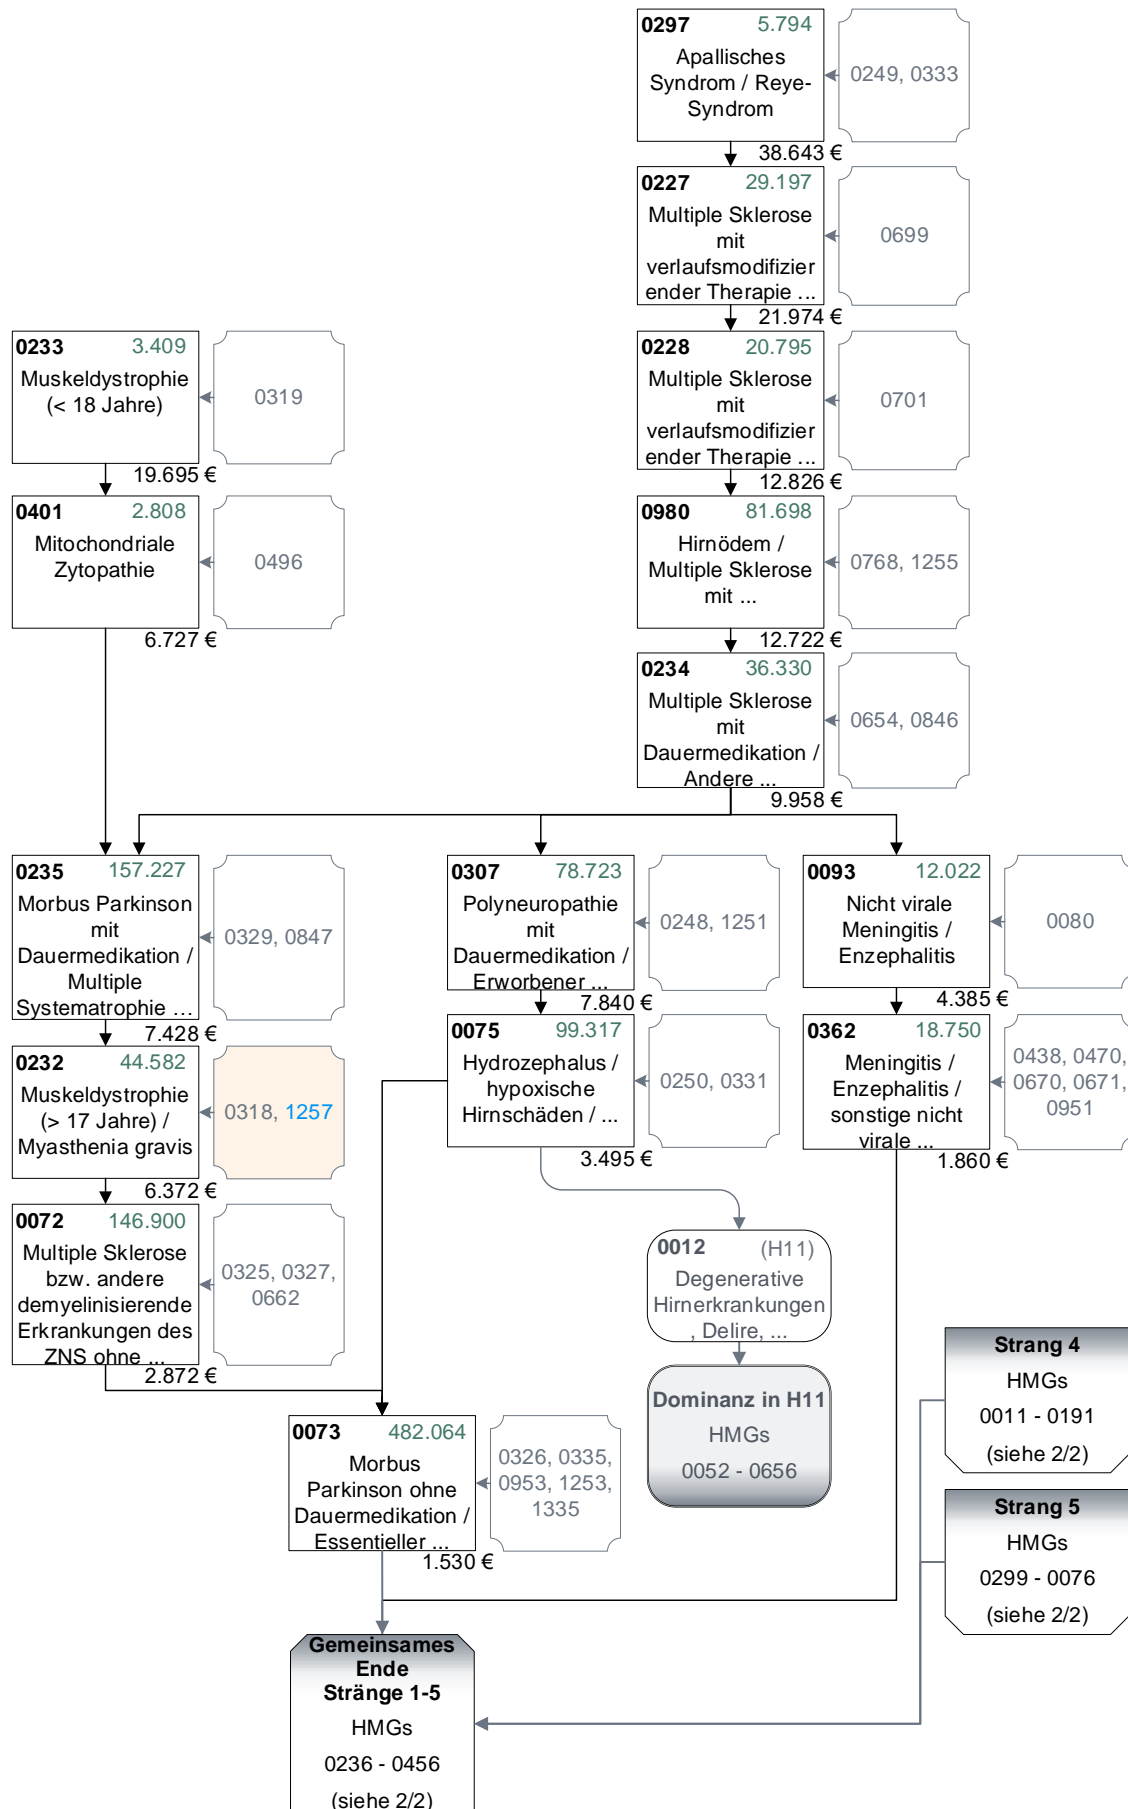 0297 5.794
Apallisches
Syndrom / Reye-
Syndrom
0249, 0333
38.643 €
0227 29.197
Multiple Sklerose
mit
verlaufsmodifizier
ender Therapie ...
0699
21.974 €
0233 3.409
Muskeldystrophie
(< 18 Jahre)
0319
19.695 €
0228 20.795
Multiple Sklerose
mit
verlaufsmodifizier
ender Therapie ...
0701
12.826 €
0401 2.808
Mitochondriale
Zytopathie
0496
6.727 €
0980 81.698
Hirnödem /
Multiple Sklerose
mit ...
0768, 1255
12.722 €
0234 36.330
Multiple Sklerose
mit
Dauermedikation /
Andere ...
0654, 0846
9.958 €
0235 157.227
Morbus Parkinson
mit
Dauermedikation /
Multiple
Systematrophie ...
0329, 0847
7.428 €
0307 78.723
Polyneuropathie
mit
Dauermedikation /
Erworbener ...
0248, 1251
7.840 €
0093 12.022
Nicht virale
Meningitis /
Enzephalitis
0080
4.385 €
0232 44.582
Muskeldystrophie
(> 17 Jahre) /
Myasthenia gravis
0318, 1257
6.372 €
0075 99.317
Hydrozephalus /
hypoxische
Hirnschäden / ...
0250, 0331
3.495 €
0362 18.750
Meningitis /
Enzephalitis /
sonstige nicht
virale ...
0438, 0470,
0670, 0671,
0951
1.860 €
0072 146.900
Multiple Sklerose
bzw. andere
demyelinisierende
Erkrankungen des
ZNS ohne ...
0325, 0327,
0662
2.872 €
0012 (H11)
Degenerative
Hirnerkrankungen
, Delire, ...
Dominanz in H11
HMGs
0052 - 0656
0073 482.064
Morbus
Parkinson ohne
Dauermedikation /
Essentieller ...
0326, 0335,
0953, 1253,
1335
1.530 €
Strang 4
HMGs
0011 - 0191
(siehe 2/2)
Strang 5
HMGs
0299 - 0076
(siehe 2/2)
Gemeinsames
Ende
Stränge 1-5
HMGs
0236 - 0456
(siehe 2/2)